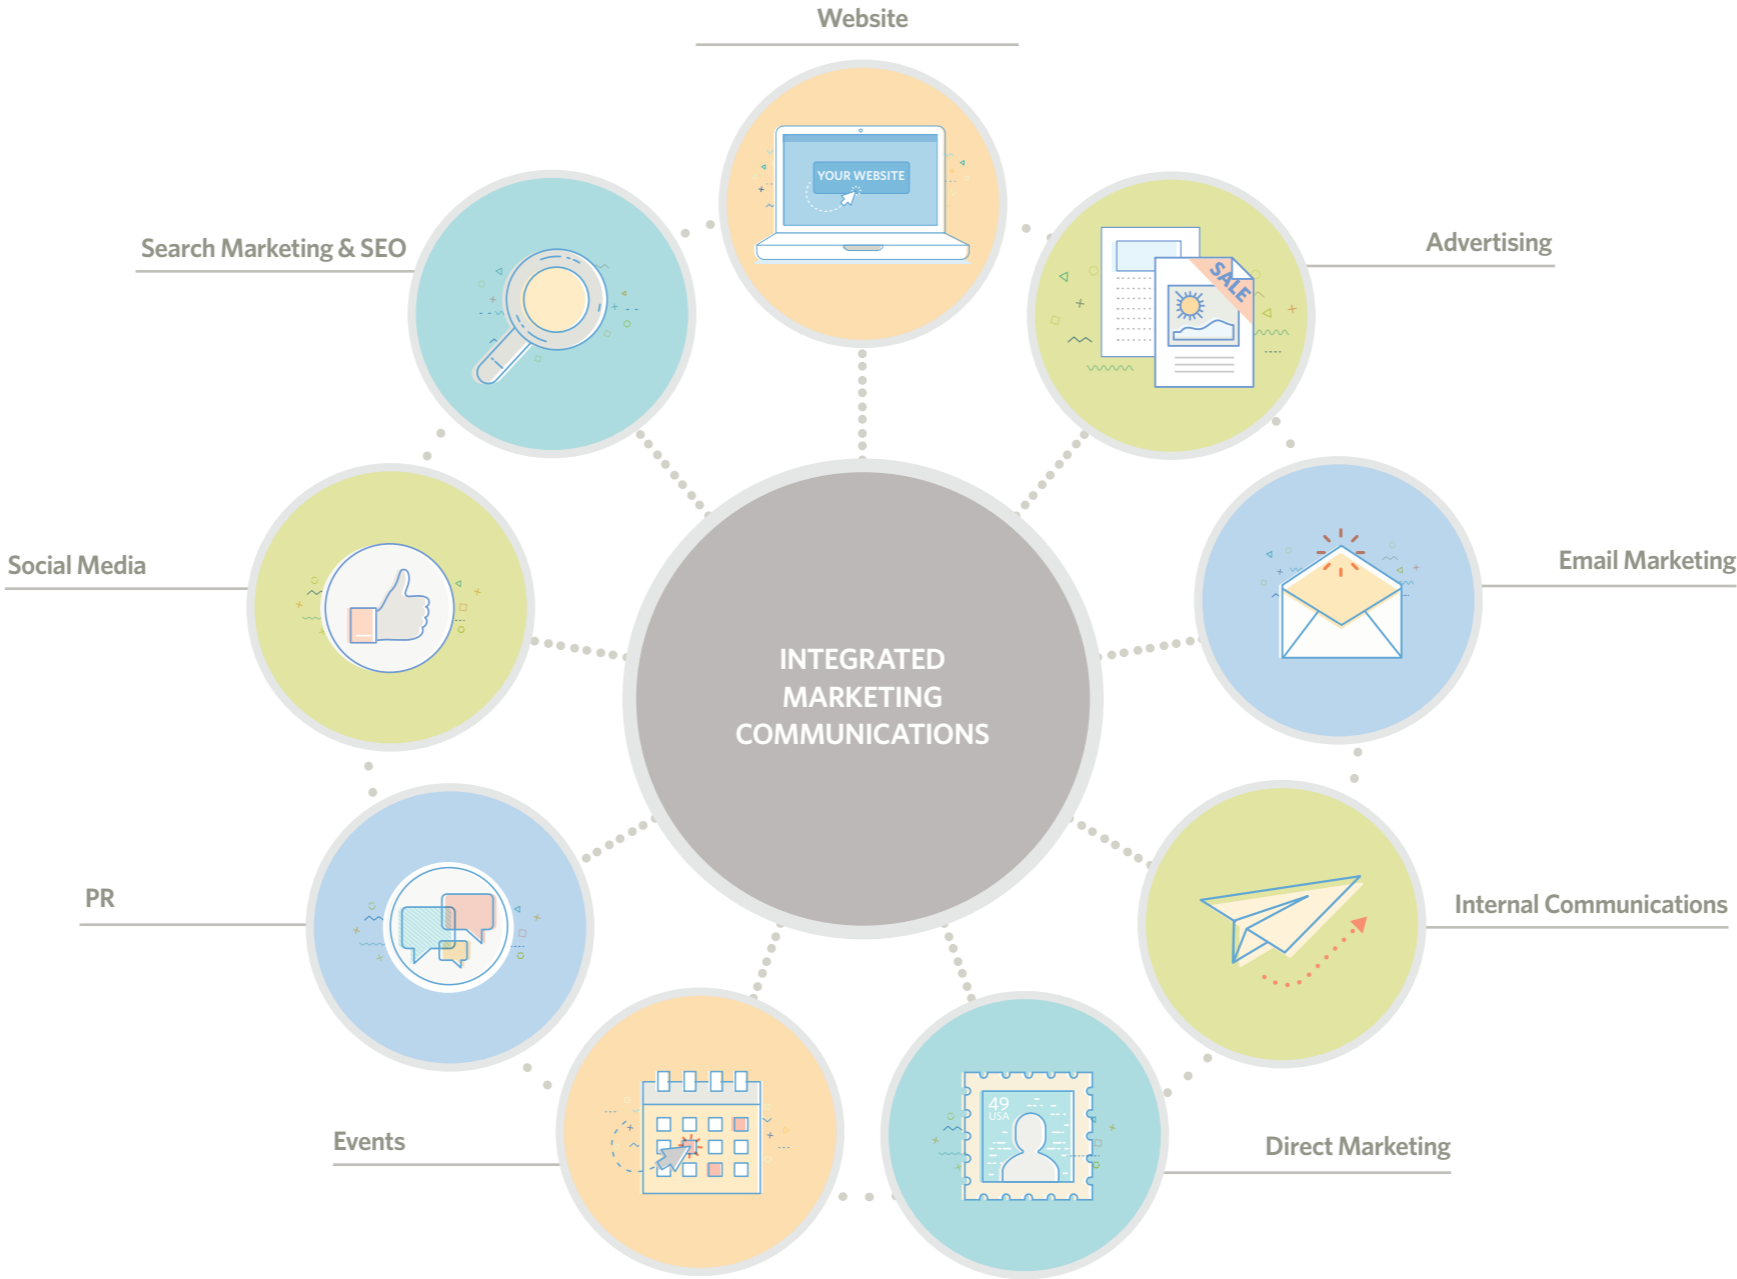 Website
YOUR WEBSITE
Search Marketing & SEO
Advertising
SALE
Social Media
Email Marketing
INTEGRATED
MARKETING
COMMUNICATIONS
PR
Internal Communications
Events
49
USA
Direct Marketing